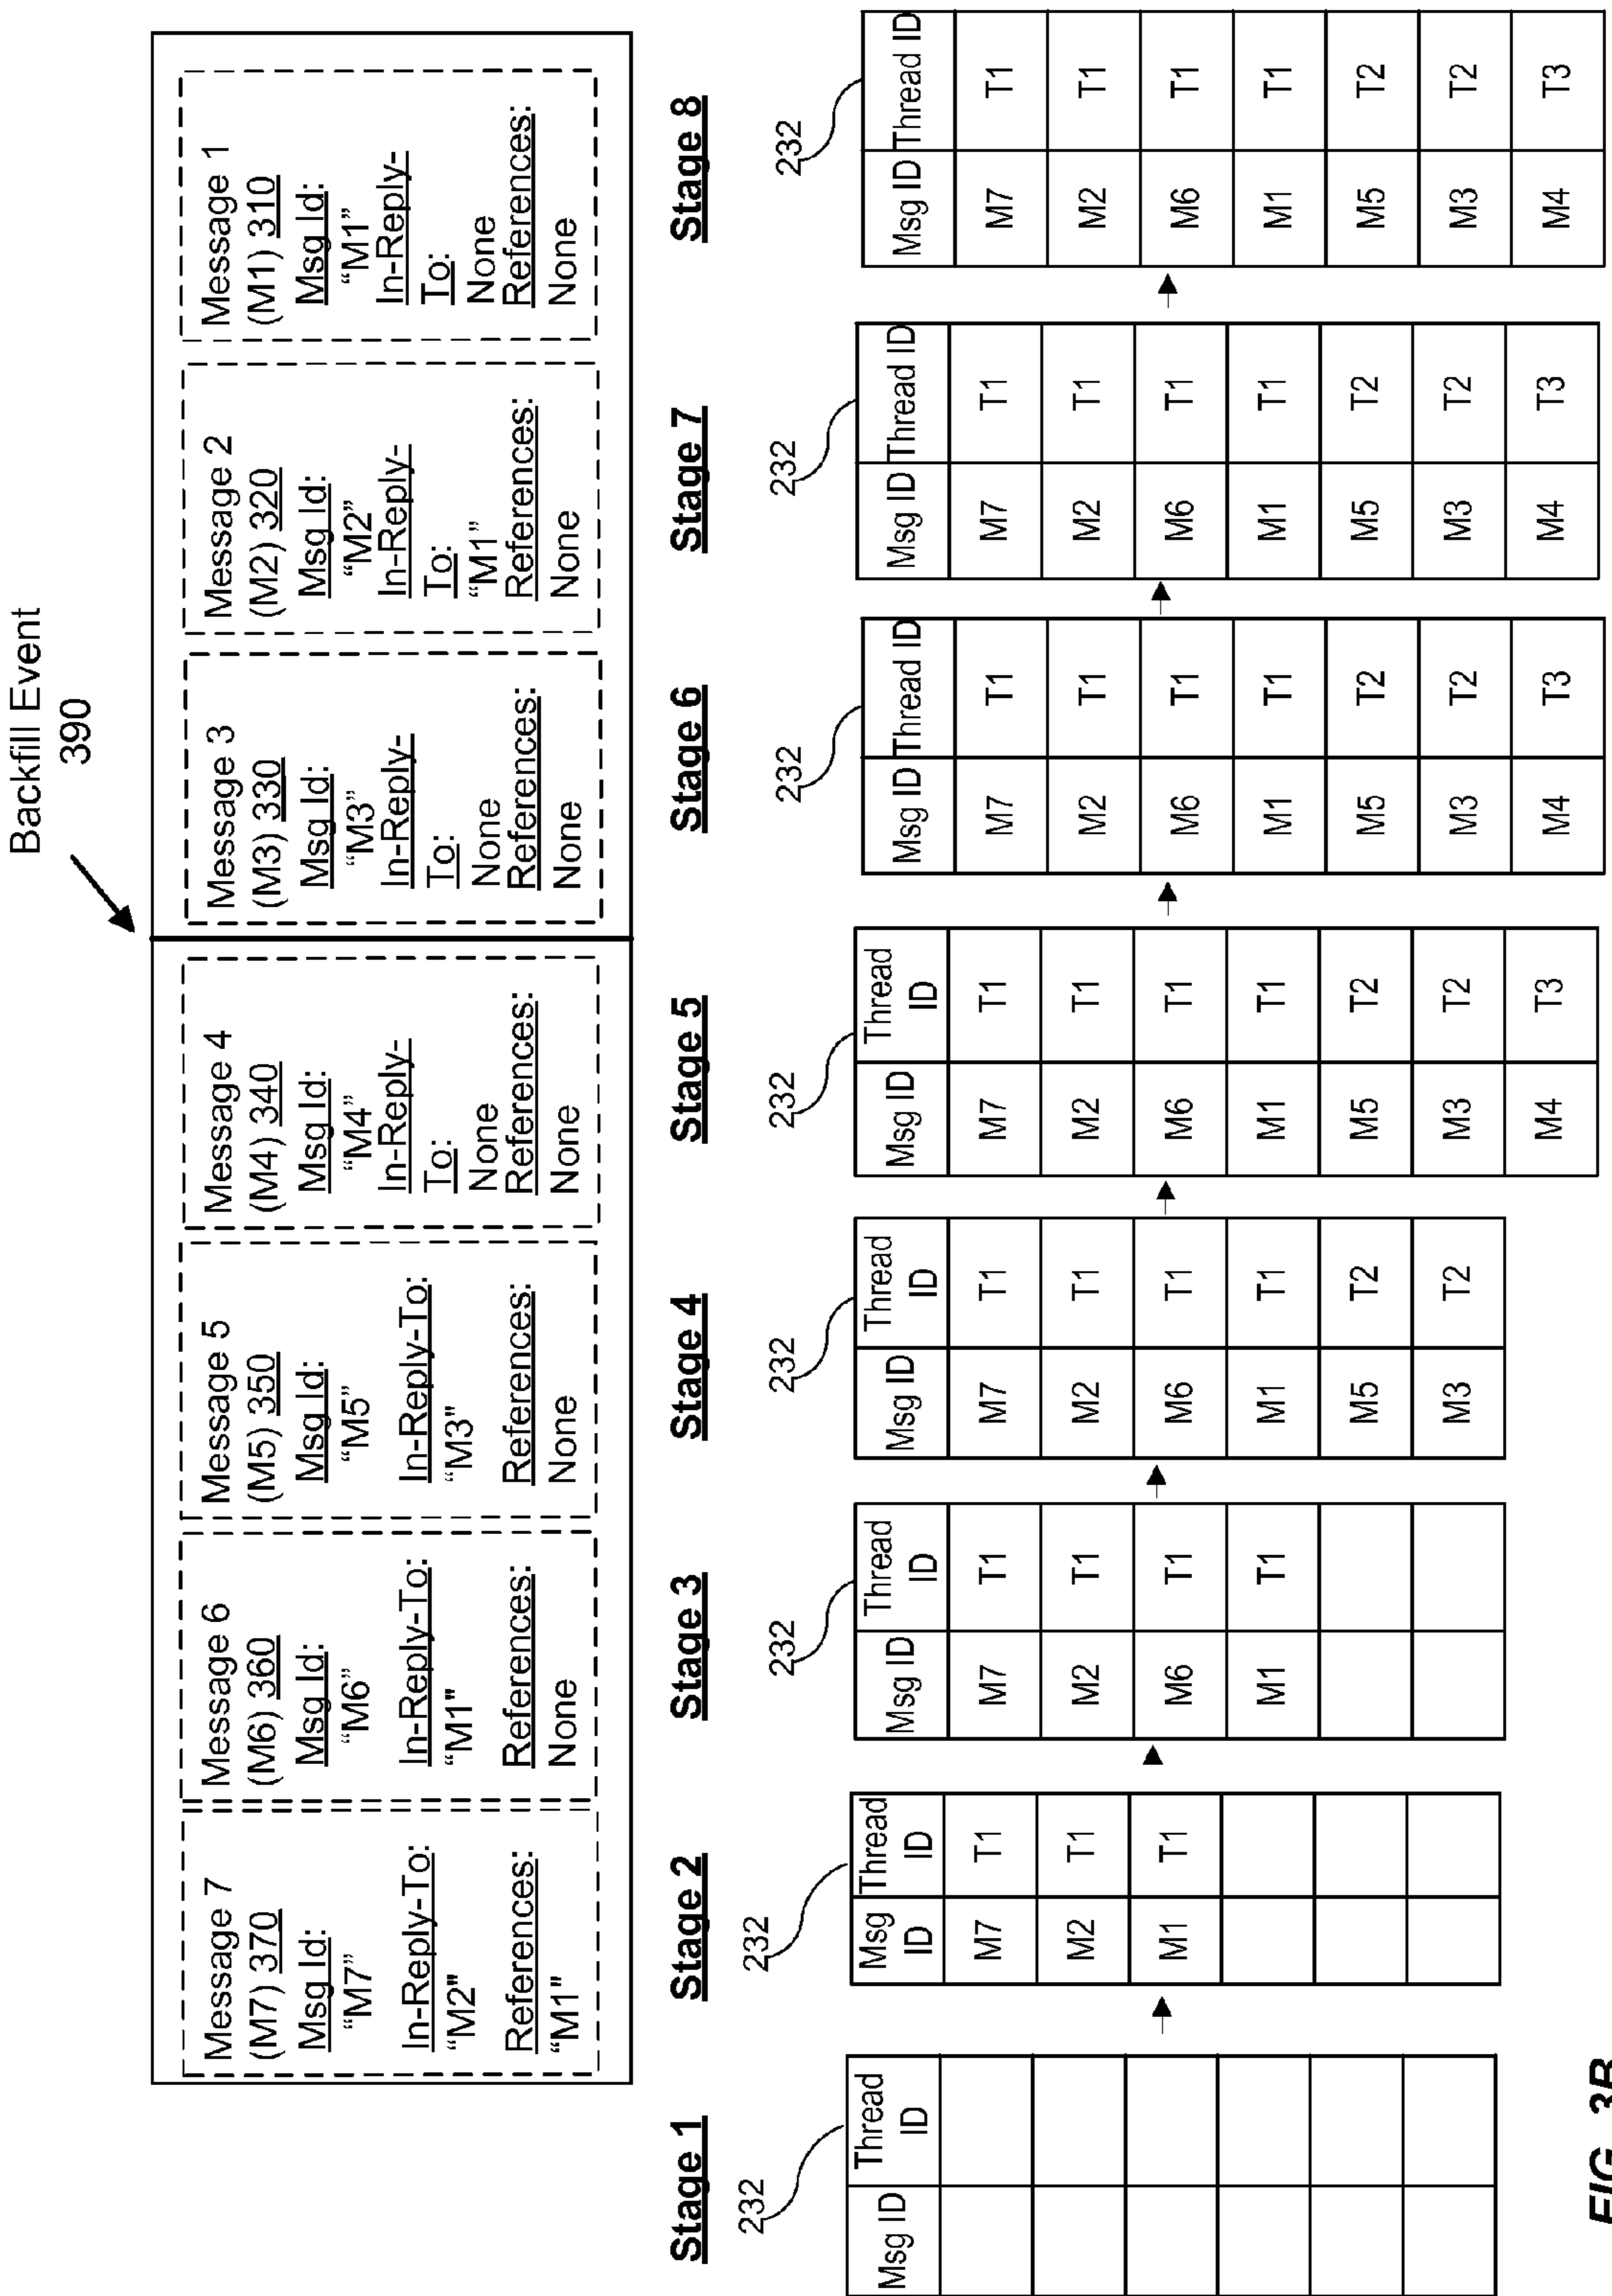 Backfill Event
390
Message 7
(M7) 370
Msg Id:
“M7”
In-Reply-To:
“M2"
References:
“M1"
Message 6
(M6) 360
Msg Id:
“M6”
In-Reply-To:
“M1"
References:
None
Message 5
(M5) 350
Msg Id:
“M5”
In-Reply-To:
“M3"
References:
None
Message 4
(M4) 340
Msg Id:
“M4”
In-Reply-
To:
None
References:
None
Message 3
(M3) 330
Msg Id:
“M3”
In-Reply-
To:
None
References:
None
Message 2
(M2) 320
Msg Id:
“M2”
In-Reply-
To:
“M1”
References:
None
Message 1
(M1) 310
Msg Id:
“M1”
In-Reply-
To:
None
References:
None
Stage 1
232
Msg ID Thread ID
Stage 2
232
Msg ID Thread ID
M7 T1
M2 T1
M1 T1
Stage 3
232
Msg ID Thread ID
M7 T1
M2 T1
M6 T1
M1 T1
Stage 4
232
Msg ID Thread ID
M7 T1
M2 T1
M6 T1
M1 T1
M5 T2
M3 T2
Stage 5
232
Msg ID Thread ID
M7 T1
M2 T1
M6 T1
M1 T1
M5 T2
M3 T2
M4 T3
Stage 6
232
Msg ID Thread ID
M7 T1
M2 T1
M6 T1
M1 T1
M5 T2
M3 T2
M4 T3
Stage 7
232
Msg ID Thread ID
M7 T1
M2 T1
M6 T1
M1 T1
M5 T2
M3 T2
M4 T3
Stage 8
232
Msg ID Thread ID
M7 T1
M2 T1
M6 T1
M1 T1
M5 T2
M3 T2
M4 T3
FIG. 3B